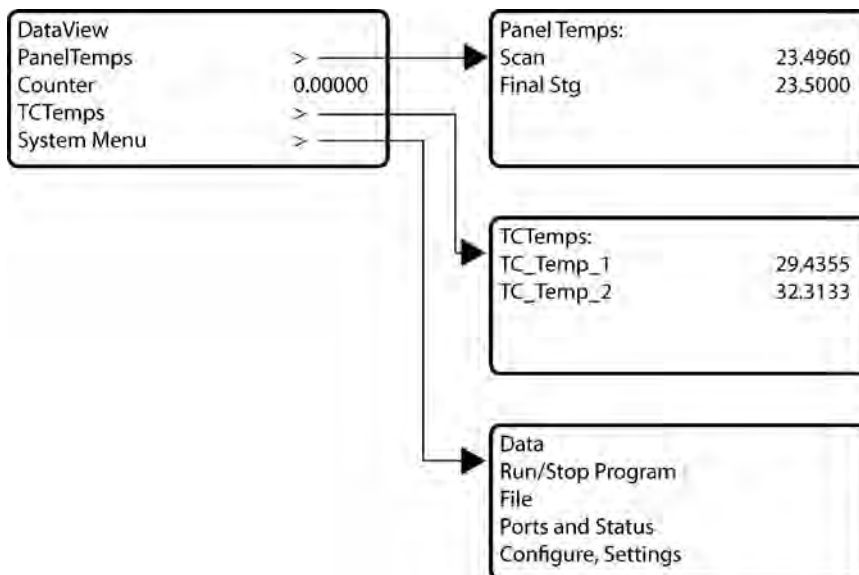 DataView
PanelTemps >
Counter 0.00000
TCTemps >
System Menu >
Panel Temps:
Scan 23.4960
Final Stg 23.5000
TCTemps:
TC_Temp_1 29.4355
TC_Temp_2 32.3133
Data
Run/Stop Program
File
Ports and Status
Configure, Settings